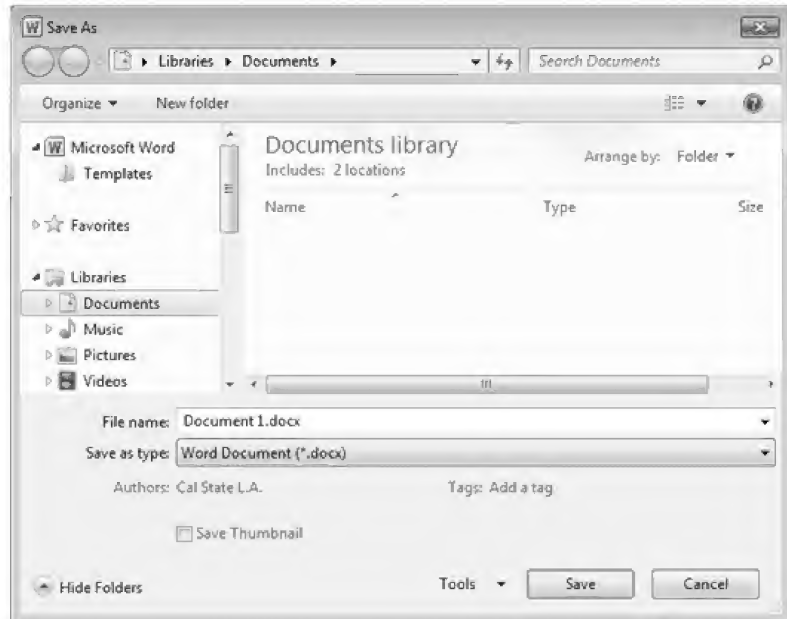 Save As
Libraries Documents
Search Documents
Organize New folder
Microsoft Word
Templates
Favorites
Libraries
Documents
Music
Pictures
Videos
Documents library
Includes: 2 locations
Arrange by: Folder
Name Type Size
File name: Document 1.docx
Save as type: Word Document (*.docx)
Authors: Cal State L.A. Tags: Add a tag
Save Thumbnail
Hide Folders Tools Save Cancel